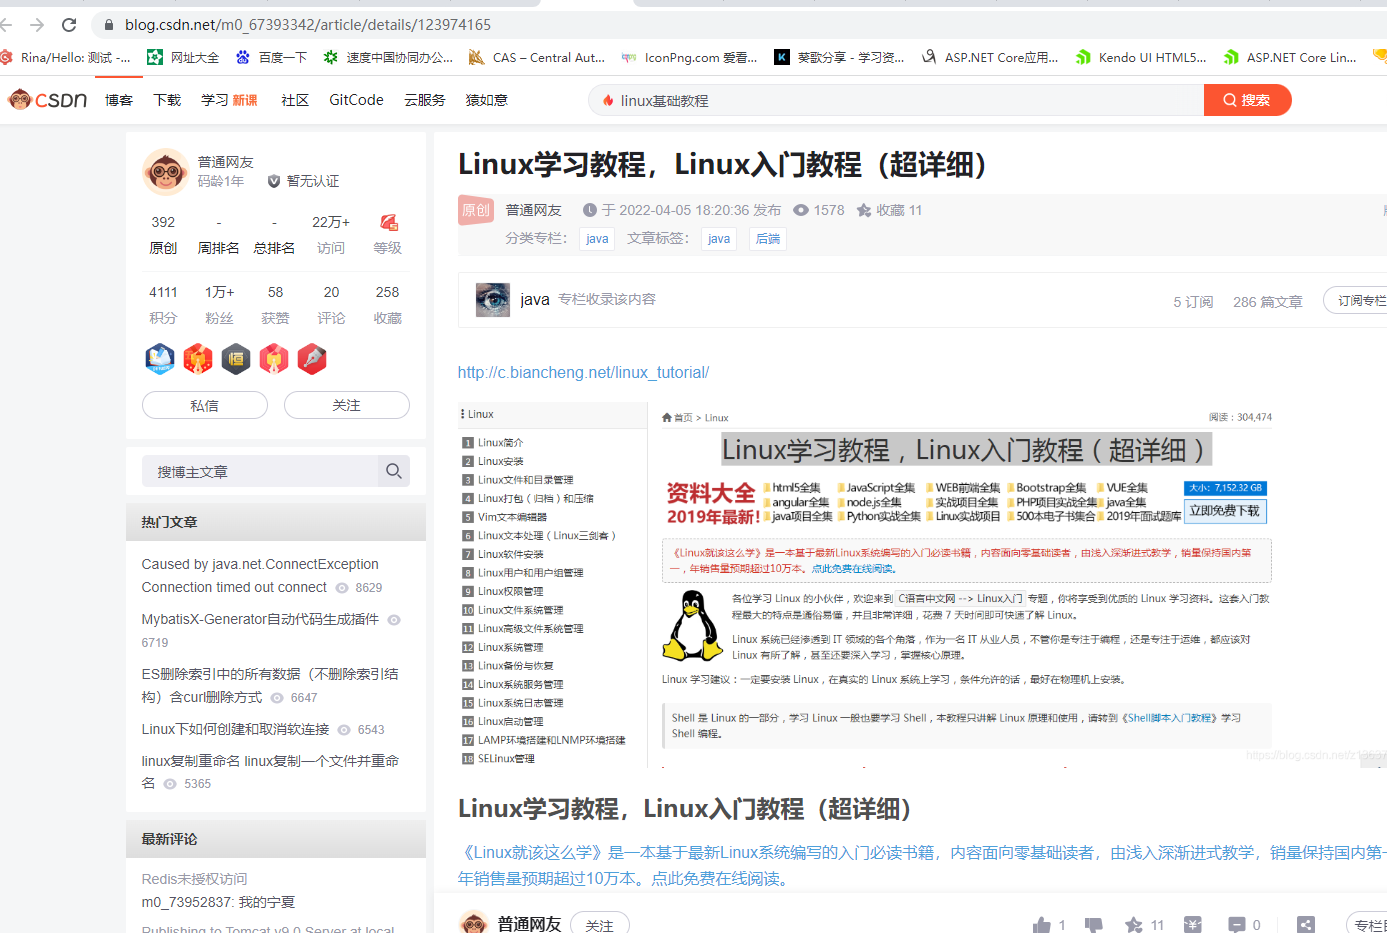 blog.csdn.net/m0_67393342/article/details/123974165
Rina/Hello: 测试 -...
网址大全
百度一下
速度中国协同办公...
CAS – Central Aut...
IconPng.com 爱看...
葵歌分享 - 学习资...
ASP.NET Core应用...
Kendo UI HTML5...
ASP.NET Core Lin...
CSDN 博客 下载 学习 新课 社区 GitCode 云服务 猿如意
linux基础教程
搜索
普通网友
码龄1年 暂无认证
392 - - 22万+
原创 周排名 总排名 访问 等级
4111 1万+ 58 20 258
积分 粉丝 获赞 评论 收藏
私信 关注
搜博主文章
热门文章
Caused by java.net.ConnectException
Connection timed out connect 8629
MybatisX-Generator自动代码生成插件
6719
ES删除索引中的所有数据（不删除索引结
构）含curl删除方式 6647
Linux下如何创建和取消软连接 6543
linux复制重命名 linux复制一个文件并重命
名 5365
最新评论
Redis未授权访问
m0_73952837: 我的宁夏
Publishing to Tomcat v9.0 Server at local
Linux学习教程，Linux入门教程（超详细）
原创 普通网友 于 2022-04-05 18:20:36 发布 1578 收藏 11
分类专栏： java 文章标签： java 后端
java 专栏收录该内容
5 订阅 286 篇文章 订阅专栏
http://c.biancheng.net/linux_tutorial/
Linux
1 Linux简介
2 Linux安装
3 Linux文件和目录管理
4 Linux打包（归档）和压缩
5 Vim文本编辑器
6 Linux文本处理（Linux三剑客）
7 Linux软件安装
8 Linux用户和用户组管理
9 Linux权限管理
10 Linux文件系统管理
11 Linux高级文件系统管理
12 Linux系统管理
13 Linux备份与恢复
14 Linux系统服务管理
15 Linux系统日志管理
16 Linux启动管理
17 LAMP环境搭建和LNMP环境搭建
18 SELinux管理
首页 > Linux
阅读：304,474
Linux学习教程，Linux入门教程（超详细）
资料大全
2019年最新!
html5全集 JavaScript全集 WEB前端全集 Bootstrap全集 VUE全集
angular全集 node.js全集 实战项目全集 PHP项目实战全集 java全集
java项目全集 Python实战全集 Linux实战项目 500本电子书集合 2019年面试题库
大小：7,152.32 GB
立即免费下载
《Linux就该这么学》是一本基于最新Linux系统编写的入门必读书籍，内容面向零基础读者，由浅入深渐进式教学，销量保持国内第
一，年销售量预期超过10万本。点此免费在线阅读。
各位学习 Linux 的小伙伴，欢迎来到 C语言中文网 --> Linux入门 专题，你将享受到优质的 Linux 学习资料。这套入门教
程最大的特点是通俗易懂，并且非常详细，花费 7 天时间即可快速了解 Linux。
Linux 系统已经渗透到 IT 领域的各个角落，作为一名 IT 从业人员，不管你是专注于编程，还是专注于运维，都应该对
Linux 有所了解，甚至还要深入学习，掌握核心原理。
Linux 学习建议：一定要安装 Linux，在真实的 Linux 系统上学习，条件允许的话，最好在物理机上安装。
Shell 是 Linux 的一部分，学习 Linux 一般也要学习 Shell，本教程只讲解 Linux 原理和使用，请转到《Shell脚本入门教程》学习
Shell 编程。
Linux学习教程，Linux入门教程（超详细）
《Linux就该这么学》是一本基于最新Linux系统编写的入门必读书籍，内容面向零基础读者，由浅入深渐进式教学，销量保持国内第一
年销售量预期超过10万本。点此免费在线阅读。
普通网友 关注
1 11 0